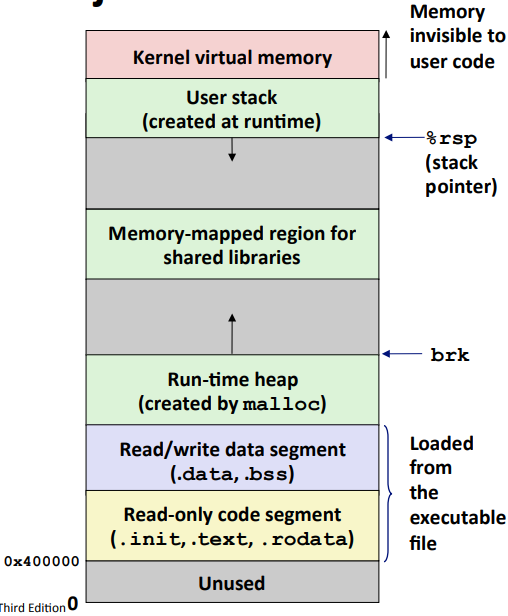 Memory
invisible to
user code
Kernel virtual memory
User stack
(created at runtime)
%rsp
(stack
pointer)
Memory-mapped region for
shared libraries
brk
Run-time heap
(created by malloc)
Read/write data segment
(.data, .bss)
Loaded
from
the
executable
file
Read-only code segment
(.init, .text, .rodata)
0x400000
Unused
Third Edition
0